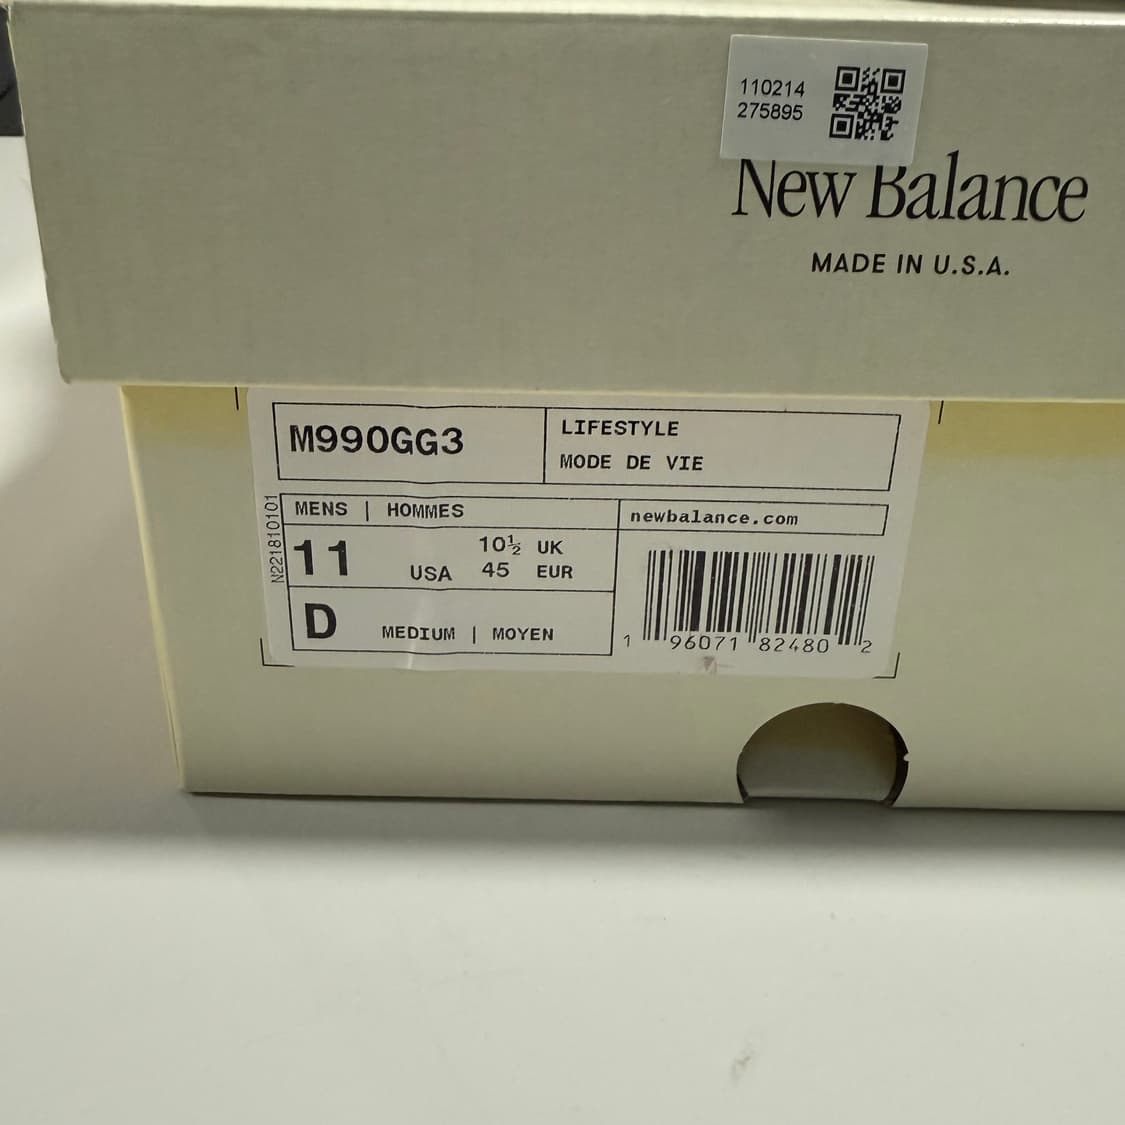 110214
275895
New Balance
MADE IN U.S.A.
M990GG3
LIFESTYLE
MODE DE VIE
MENS | HOMMES
newbalance.com
N221810101
11 USA
10½ UK
45 EUR
D MEDIUM | MOYEN
1 96071 82480 2